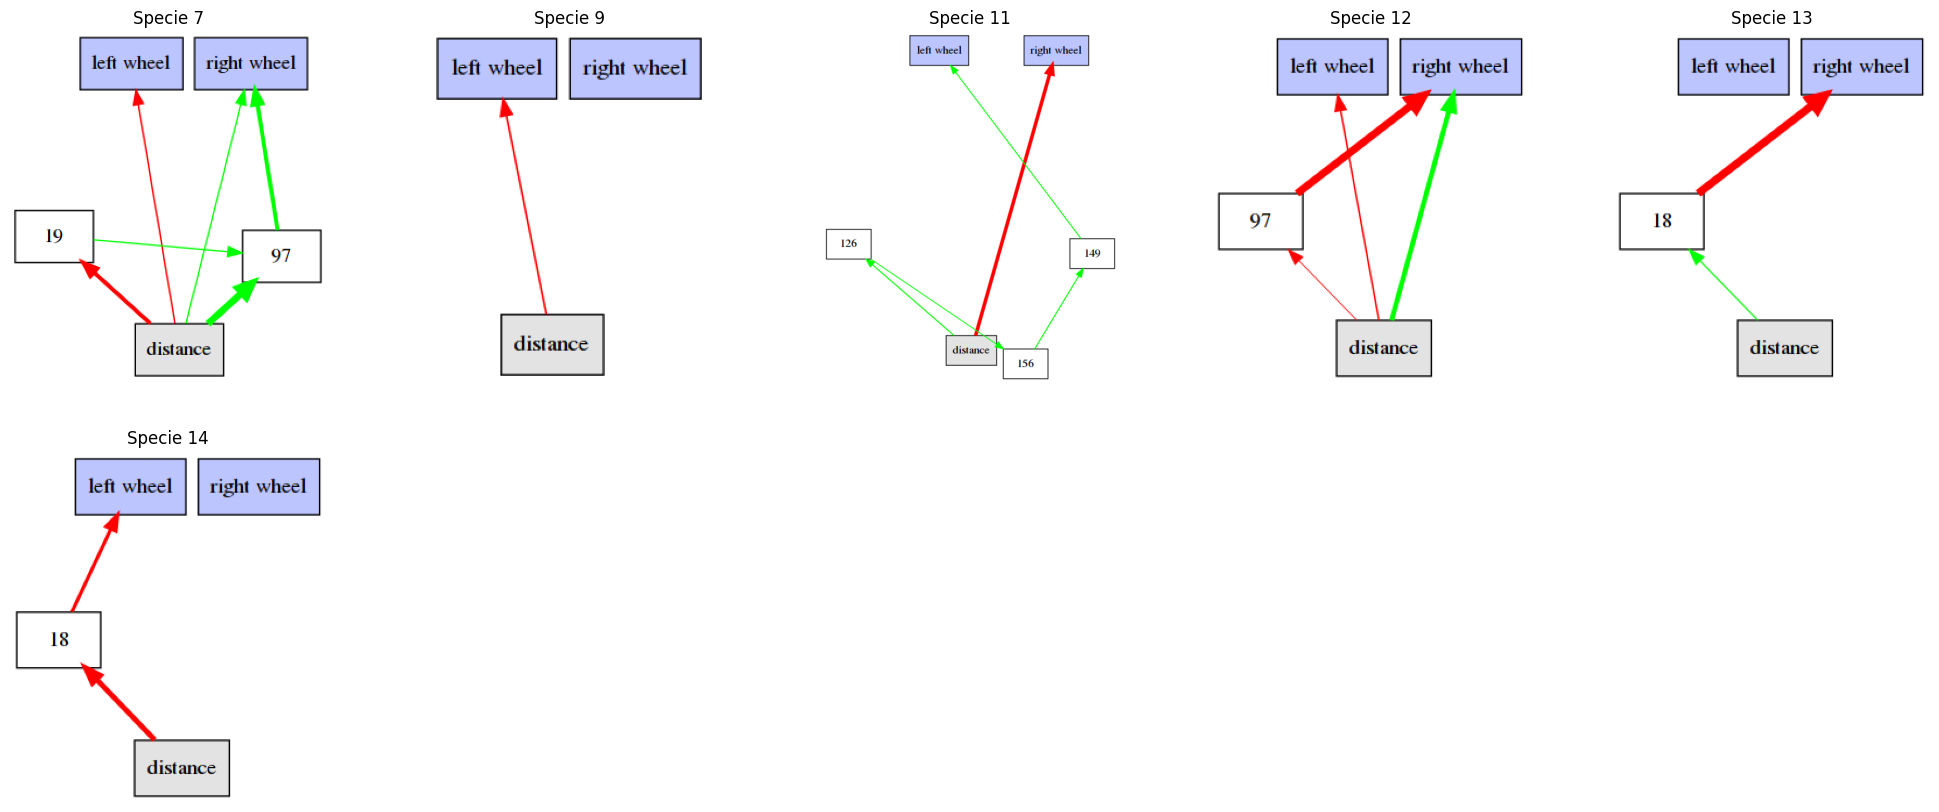 Specie 7
left wheel
right wheel
19
97
distance
Specie 9
left wheel
right wheel
distance
Specie 11
left wheel
right wheel
126
149
distance
156
Specie 12
left wheel
right wheel
97
distance
Specie 13
left wheel
right wheel
18
distance
Specie 14
left wheel
right wheel
18
distance